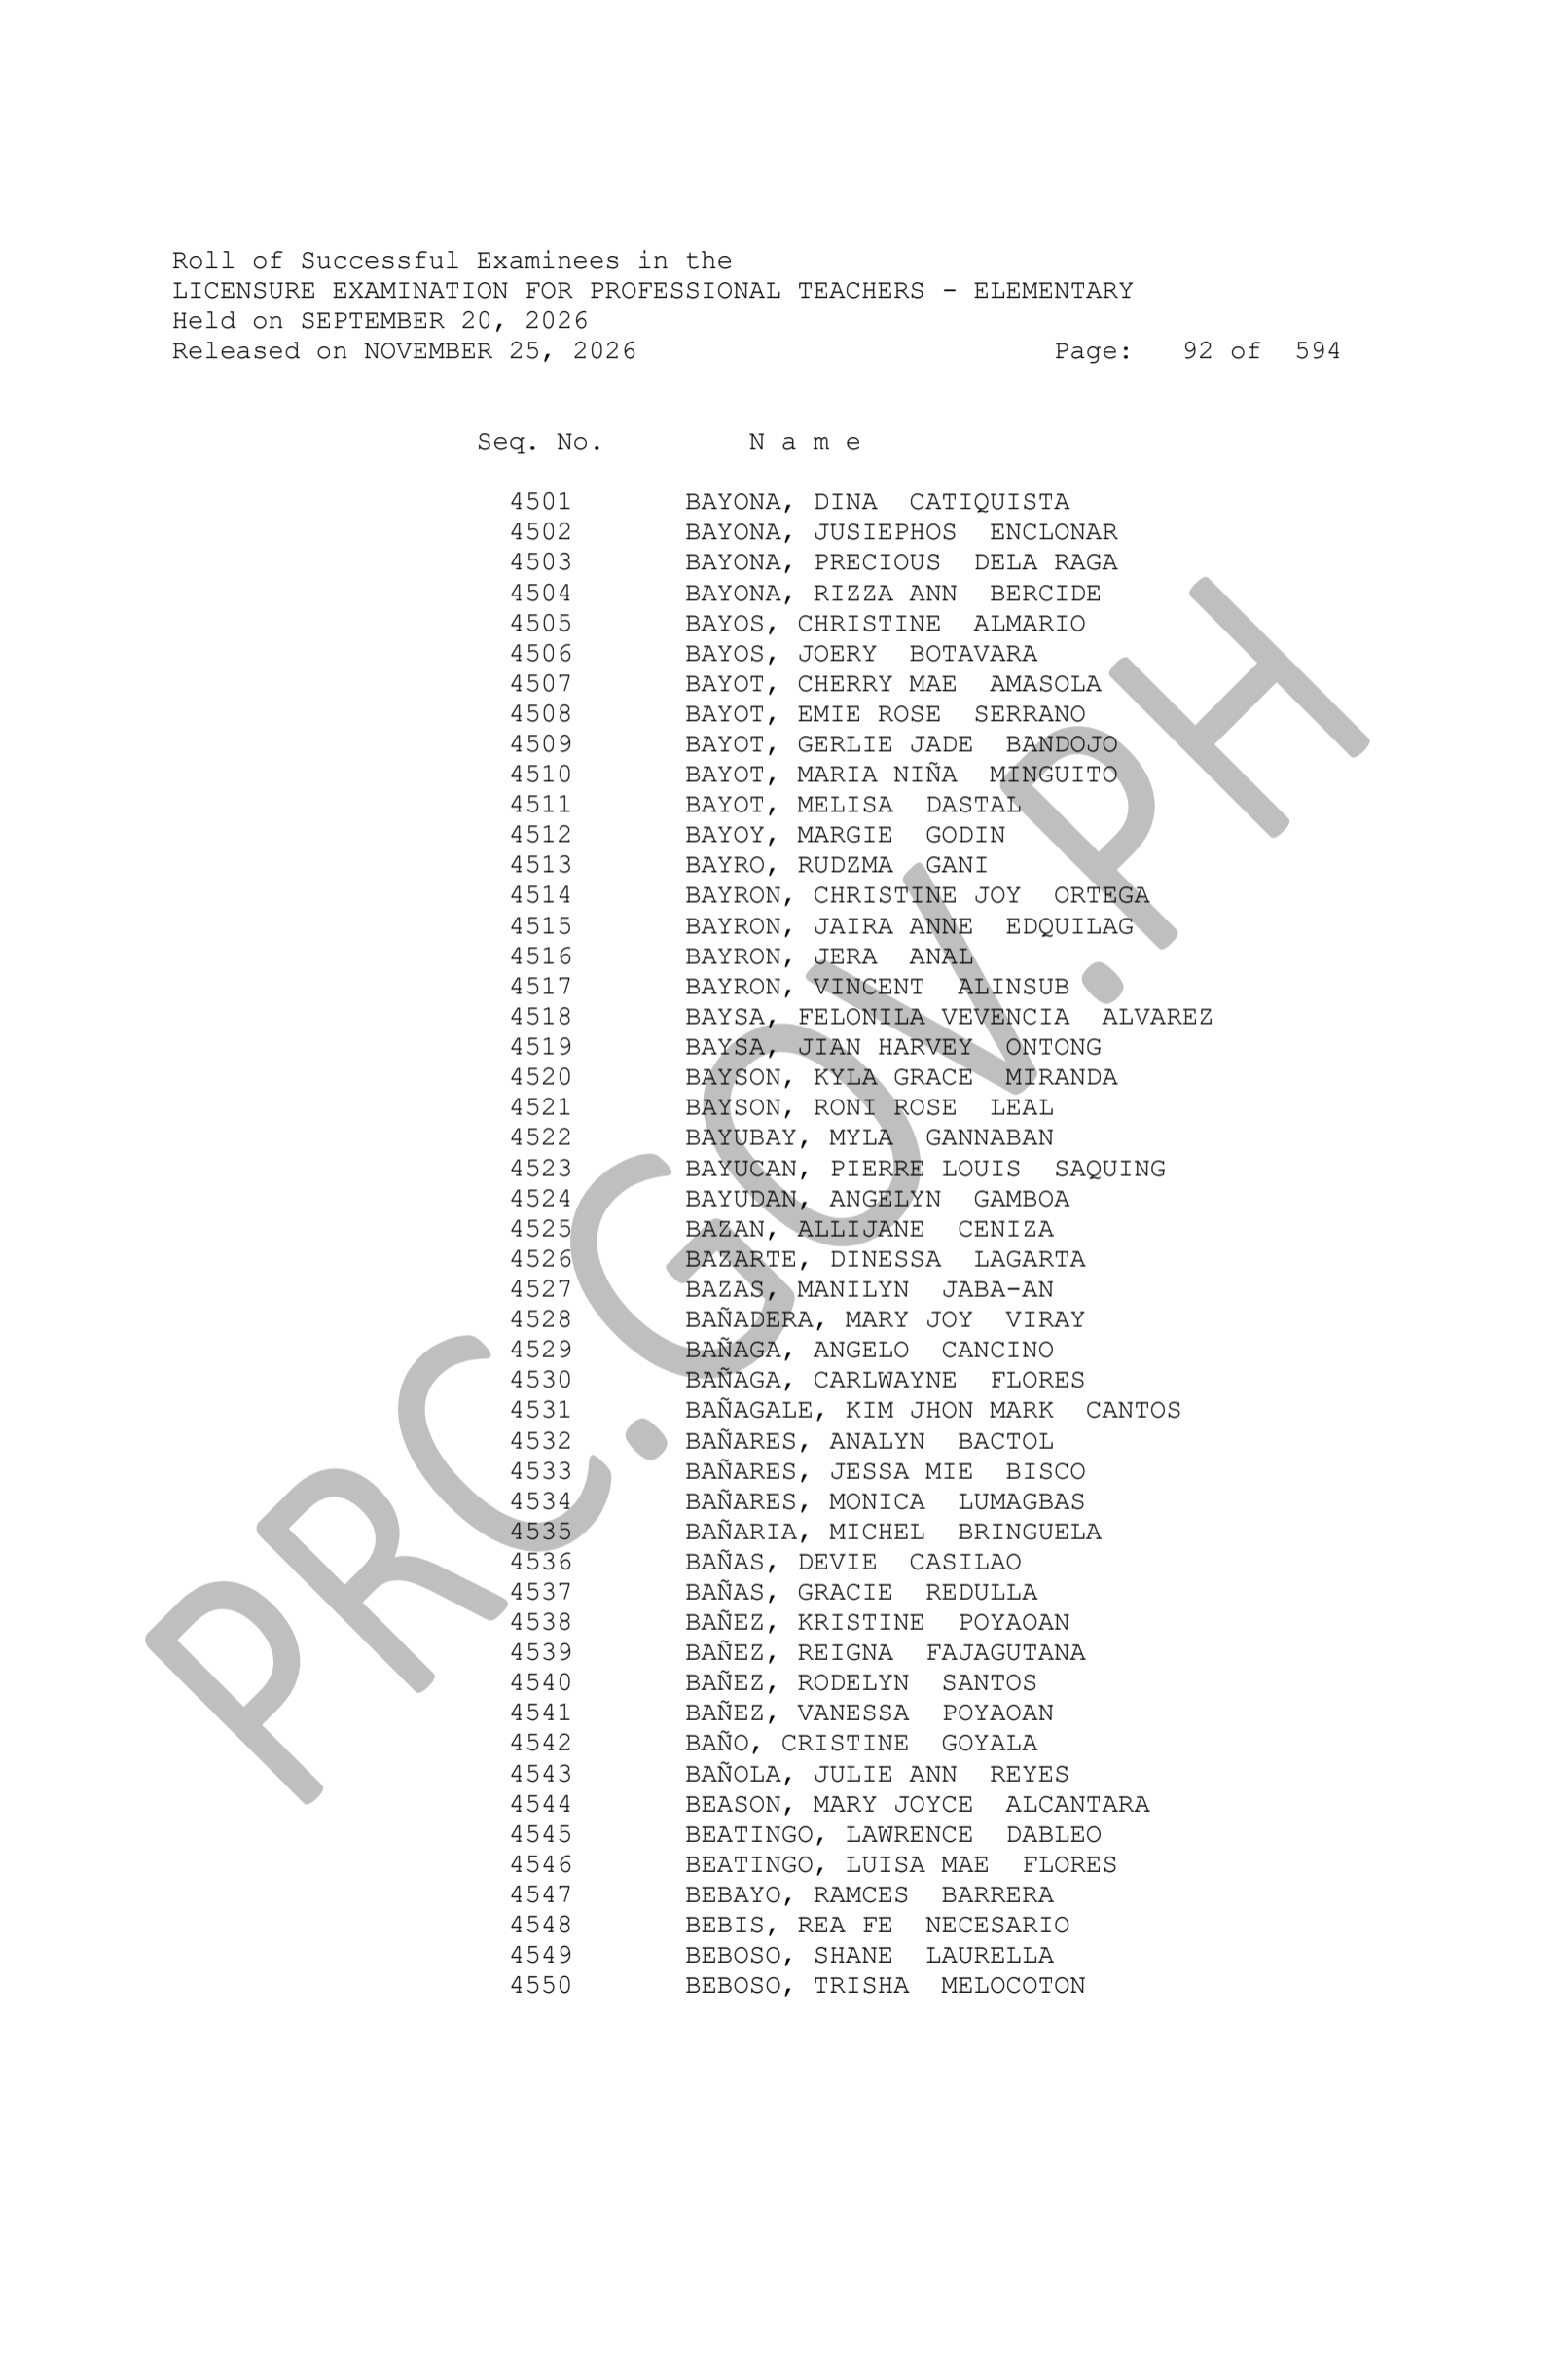 Roll of Successful Examinees in the
LICENSURE EXAMINATION FOR PROFESSIONAL TEACHERS - ELEMENTARY
Held on SEPTEMBER 20, 2026
Released on NOVEMBER 25, 2026 Page: 92 of 594
Seq. No. N a m e
4501 BAYONA, DINA CATIQUISTA
4502 BAYONA, JUSIEPHOS ENCLONAR
4503 BAYONA, PRECIOUS DELA RAGA
4504 BAYONA, RIZZA ANN BERCIDE
4505 BAYOS, CHRISTINE ALMARIO
4506 BAYOS, JOERY BOTAVARA
4507 BAYOT, CHERRY MAE AMASOLA
4508 BAYOT, EMIE ROSE SERRANO
4509 BAYOT, GERLIE JADE BANDOJO
4510 BAYOT, MARIA NIÑA MINGUITO
4511 BAYOT, MELISA DASTAL
4512 BAYOY, MARGIE GODIN
4513 BAYRO, RUDZMA GANI
4514 BAYRON, CHRISTINE JOY ORTEGA
4515 BAYRON, JAIRA ANNE EDQUILAG
4516 BAYRON, JERA ANAL
4517 BAYRON, VINCENT ALINSUB
4518 BAYSA, FELONILA VEVENCIA ALVAREZ
4519 BAYSA, JIAN HARVEY ONTONG
4520 BAYSON, KYLA GRACE MIRANDA
4521 BAYSON, RONI ROSE LEAL
4522 BAYUBAY, MYLA GANNABAN
4523 BAYUCAN, PIERRE LOUIS SAQUING
4524 BAYUDAN, ANGELYN GAMBOA
4525 BAZAN, ALLIJANE CENIZA
4526 BAZARTE, DINESSA LAGARTA
4527 BAZAS, MANILYN JABA-AN
4528 BAÑADERA, MARY JOY VIRAY
4529 BAÑAGA, ANGELO CANCINO
4530 BAÑAGA, CARLWAYNE FLORES
4531 BAÑAGALE, KIM JHON MARK CANTOS
4532 BAÑARES, ANALYN BACTOL
4533 BAÑARES, JESSA MIE BISCO
4534 BAÑARES, MONICA LUMAGBAS
4535 BAÑARIA, MICHEL BRINGUELA
4536 BAÑAS, DEVIE CASILAO
4537 BAÑAS, GRACIE REDULLA
4538 BAÑEZ, KRISTINE POYAOAN
4539 BAÑEZ, REIGNA FAJAGUTANA
4540 BAÑEZ, RODELYN SANTOS
4541 BAÑEZ, VANESSA POYAOAN
4542 BAÑO, CRISTINE GOYALA
4543 BAÑOLA, JULIE ANN REYES
4544 BEASON, MARY JOYCE ALCANTARA
4545 BEATINGO, LAWRENCE DABLEO
4546 BEATINGO, LUISA MAE FLORES
4547 BEBAYO, RAMCES BARRERA
4548 BEBIS, REA FE NECESARIO
4549 BEBOSO, SHANE LAURELLA
4550 BEBOSO, TRISHA MELOCOTON
PRC.GOV.PH